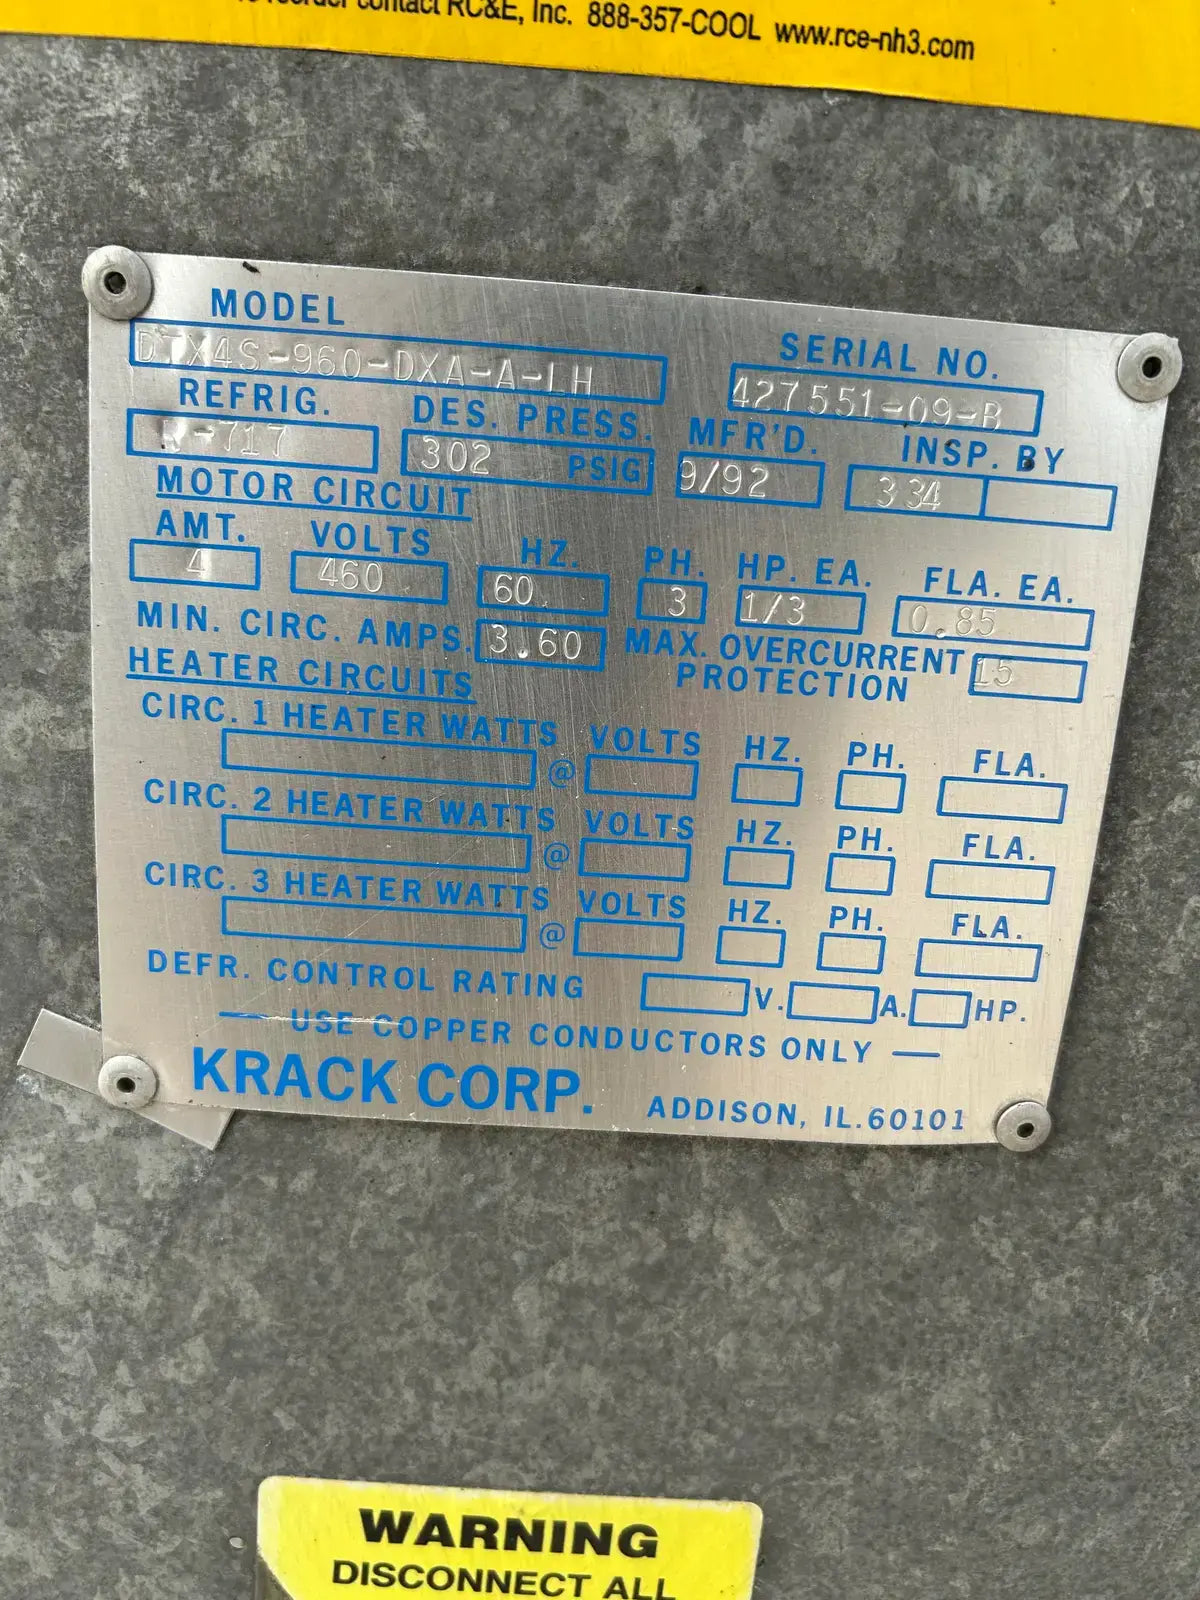 reorder contact RC&E, Inc. 888-357-COOL www.rce-nh3.com
MODEL
DTX4S-960-DXA-A-LH
SERIAL NO.
427551-09-B
REFRIG. DES. PRESS. MFR'D. INSP. BY
R-717 302 PSIG 9/92 334
MOTOR CIRCUIT
AMT. VOLTS HZ. PH. HP. EA. FLA. EA.
4 460 60 3 1/3 0.85
MIN. CIRC. AMPS. 3.60 MAX. OVERCURRENT PROTECTION 15
HEATER CIRCUITS
CIRC. 1 HEATER WATTS VOLTS HZ. PH. FLA.
@
CIRC. 2 HEATER WATTS VOLTS HZ. PH. FLA.
@
CIRC. 3 HEATER WATTS VOLTS HZ. PH. FLA.
@
DEFR. CONTROL RATING V. A. HP.
— USE COPPER CONDUCTORS ONLY —
KRACK CORP. ADDISON, IL. 60101
WARNING
DISCONNECT ALL